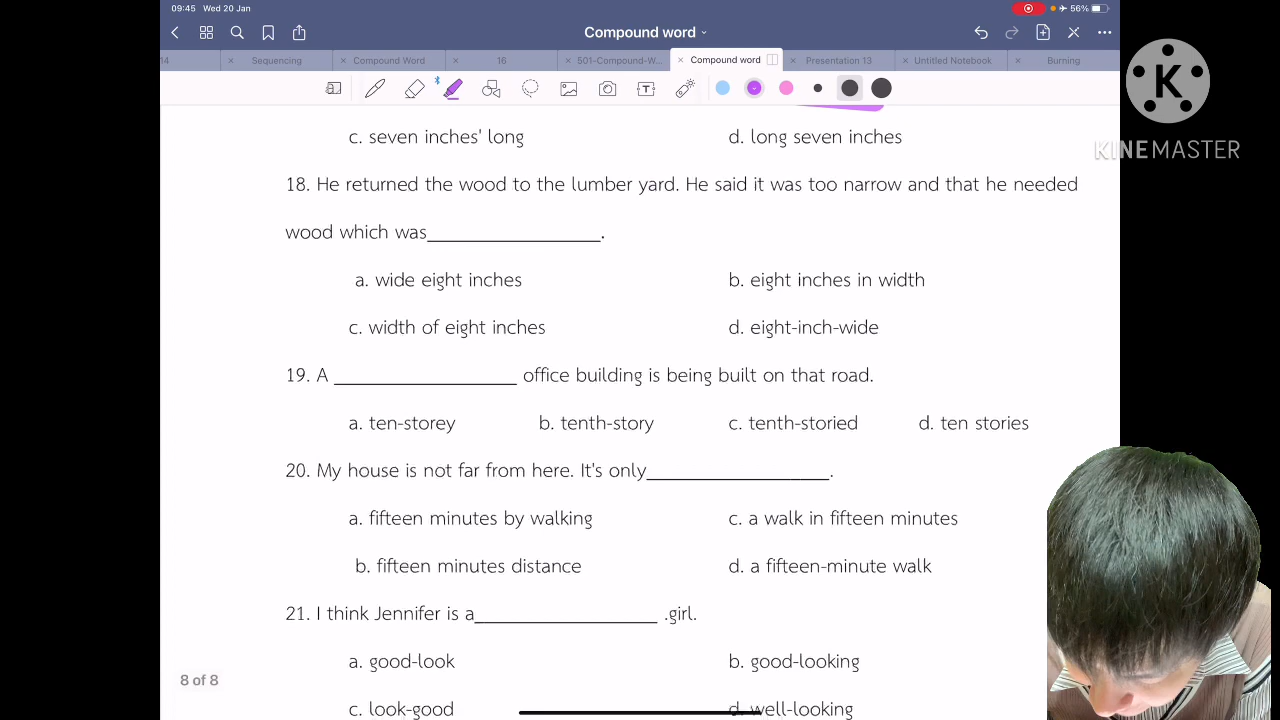 09:45 Wed 20 Jan
56%
Compound word
14
Sequencing
Compound Word
16
501-Compound-W...
Compound word
Presentation 13
Untitled Notebook
Burning
K
KINEMASTER
c. seven inches' long d. long seven inches
18. He returned the wood to the lumber yard. He said it was too narrow and that he needed
wood which was__________________.
a. wide eight inches b. eight inches in width
c. width of eight inches d. eight-inch-wide
19. A ___________________ office building is being built on that road.
a. ten-storey b. tenth-story c. tenth-storied d. ten stories
20. My house is not far from here. It's only___________________.
a. fifteen minutes by walking c. a walk in fifteen minutes
b. fifteen minutes distance d. a fifteen-minute walk
21. I think Jennifer is a___________________ .girl.
a. good-look b. good-looking
8 of 8
c. look-good d. well-looking